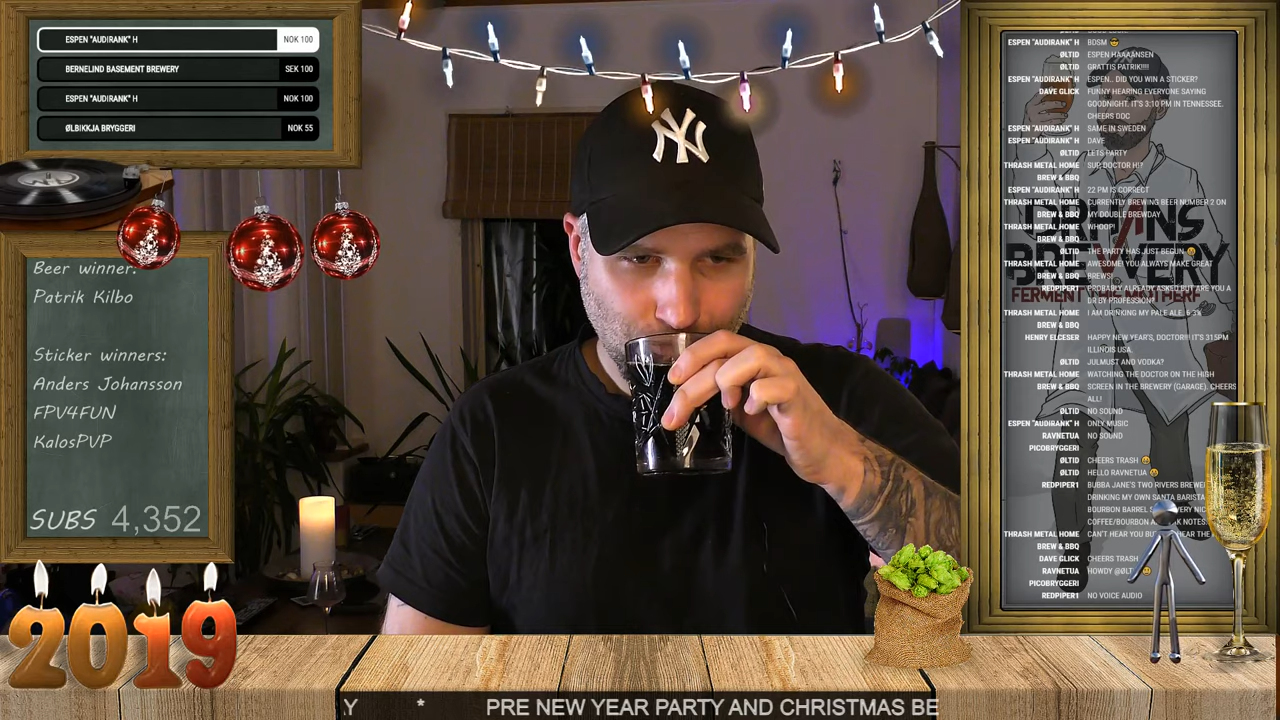 ESPEN "AUDIRANK" H NOK 100
BERNELIND BASEMENT BREWERY SEK 100
ESPEN "AUDIRANK" H NOK 100
ØLBIKKJA BRYGGERI NOK 55
Beer winner:
Patrik Kilbo
Sticker winners:
Anders Johansson
FPV4FUN
KalosPVP
SUBS 4,352
2019
NY
ESPEN "AUDIRANK" H BDSM
ØLTID ESPEN HAAAANSEN
ØLTID GRATTIS PATRIK!!!!
ESPEN "AUDIRANK" H ESPEN.. DID YOU WIN A STICKER?
DAVE GLICK FUNNY HEARING EVERYONE SAYING
GOODNIGHT. IT'S 3:10 PM IN TENNESSEE.
CHEERS DDC
ESPEN "AUDIRANK" H SAME IN SWEDEN
ESPEN "AUDIRANK" H DAVE
ØLTID LETS PARTY
THRASH METAL HOME SUP, DOCTOR H!?
BREW & BBQ
ESPEN "AUDIRANK" H 22 PM IS CORRECT
THRASH METAL HOME CURRENTLY BREWING BEER NUMBER 2 ON
BREW & BBQ MY DOUBLE BREWDAY
THRASH METAL HOME WHOOP!
BREW & BBQ
ØLTID THE PARTY HAS JUST BEGUN
THRASH METAL HOME AWESOME! YOU ALWAYS MAKE GREAT
BREW & BBQ BREWS!
REDPIPER1 PROBABLY ALREADY ASKED BUT ARE YOU A
DR BY PROFESSION?
THRASH METAL HOME I AM DRINKING MY PALE ALE. 6.3%
BREW & BBQ
HENRY ELCESER HAPPY NEW YEAR'S, DOCTOR!!! IT'S 315PM
ILLINOIS USA.
ØLTID JULMUST AND VODKA?
THRASH METAL HOME WATCHING THE DOCTOR ON THE HIGH
BREW & BBQ SCREEN IN THE BREWERY (GARAGE). CHEERS
ALL!
ØLTID NO SOUND
ESPEN "AUDIRANK" H ONLY MUSIC
RAVNETUA NO SOUND
PICOBRYGGERI
ØLTID CHEERS TRASH
ØLTID HELLO RAVNETUA
REDPIPER1 BUBBA JANE'S TWO RIVERS
DRINKING MY OWN SANTA BARISTA
BOURBON BARREL
COFFEE/BOURBON NOTES
THRASH METAL HOME CAN'T HEAR YOU HEAR THE
BREW & BBQ
DAVE GLICK CHEERS TRASH
RAVNETUA HOWDY
PICOBRYGGERI
REDPIPER1 NO VOICE AUDIO
BREWERY
Y * PRE NEW YEAR PARTY AND CHRISTMAS BE